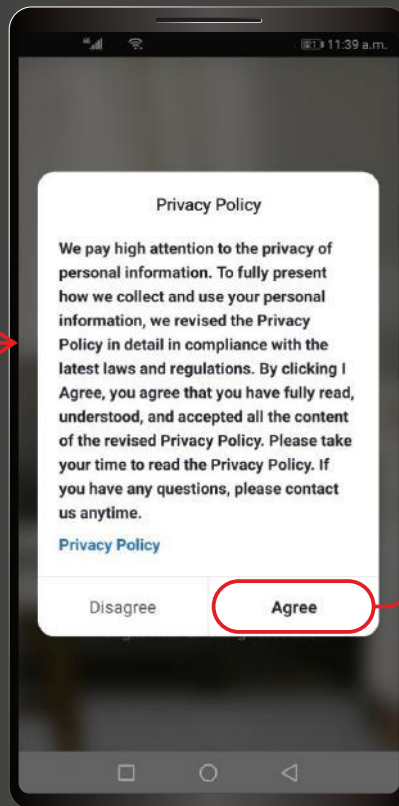 11:39 a.m.
Privacy Policy
We pay high attention to the privacy of
personal information. To fully present
how we collect and use your personal
information, we revised the Privacy
Policy in detail in compliance with the
latest laws and regulations. By clicking I
Agree, you agree that you have fully read,
understood, and accepted all the content
of the revised Privacy Policy. Please take
your time to read the Privacy Policy. If
you have any questions, please contact
us anytime.
Privacy Policy
Disagree
Agree